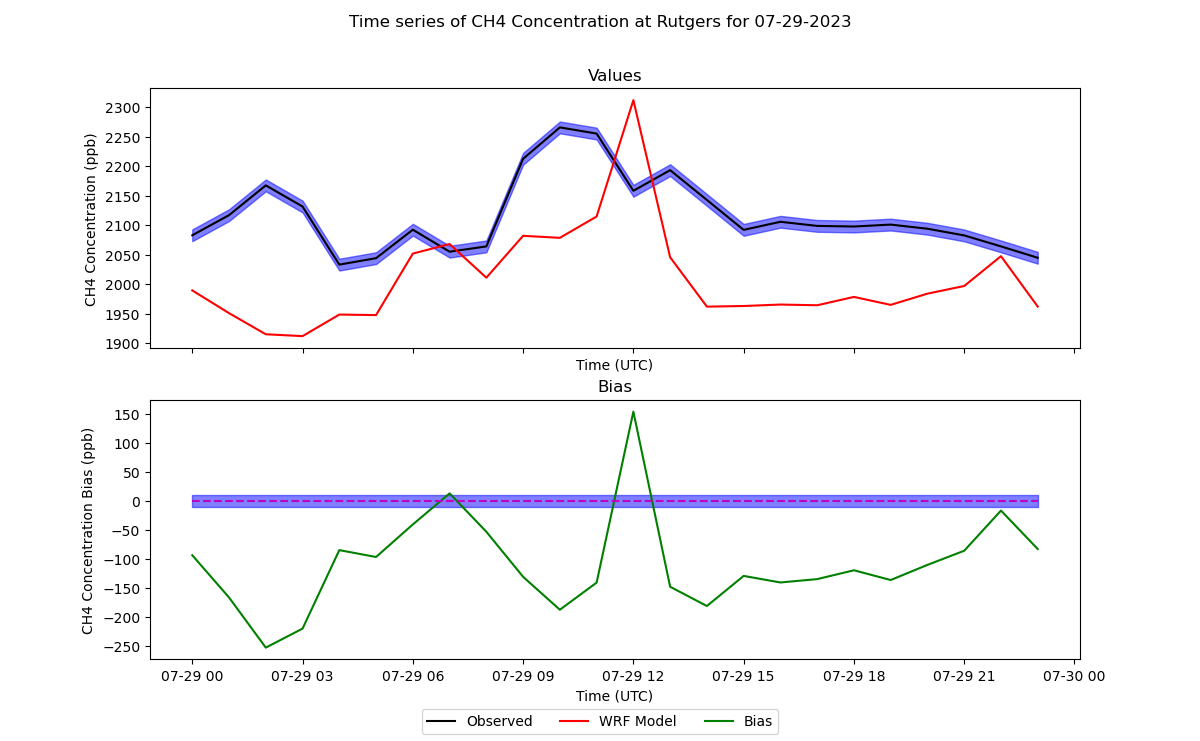 Time series of CH4 Concentration at Rutgers for 07-29-2023
Values
CH4 Concentration (ppb)
2300
2250
2200
2150
2100
2050
2000
1950
1900
Time (UTC)
Bias
CH4 Concentration Bias (ppb)
150
100
50
0
−50
−100
−150
−200
−250
07-29 00 07-29 03 07-29 06 07-29 09 07-29 12 07-29 15 07-29 18 07-29 21 07-30 00
Time (UTC)
Observed WRF Model Bias